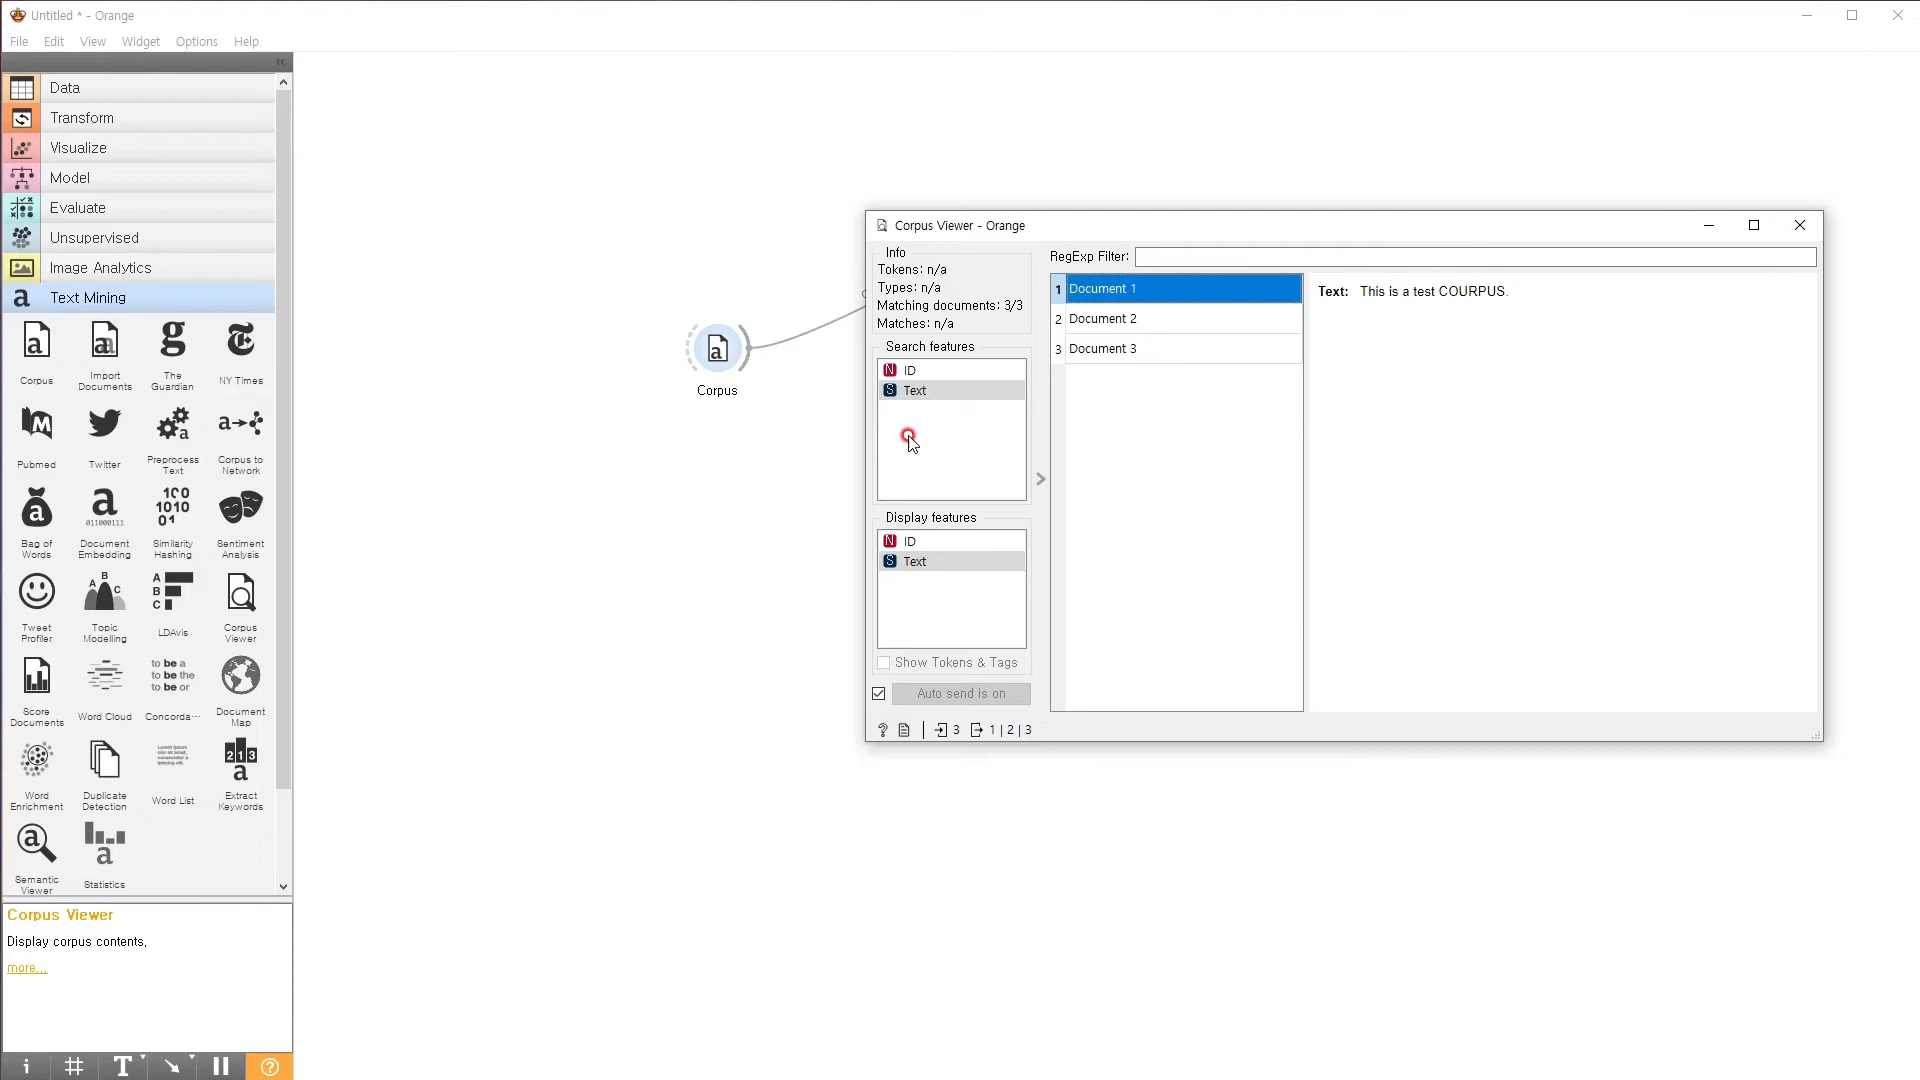 Untitled * - Orange
File Edit View Widget Options Help
Data
Transform
Visualize
Model
Evaluate
Unsupervised
Image Analytics
Text Mining
Corpus
Import Documents
The Guardian
NY Times
Pubmed
Twitter
Preprocess Text
Corpus to Network
Bag of Words
Document Embedding
Similarity Hashing
Sentiment Analysis
Tweet Profiler
Topic Modelling
LDAvis
Corpus Viewer
Score Documents
Word Cloud
Concorda···
Document Map
Word Enrichment
Duplicate Detection
Word List
Extract Keywords
Semantic Viewer
Statistics
Corpus Viewer
Display corpus contents.
more...
Corpus
Corpus Viewer - Orange
Info
Tokens: n/a
Types: n/a
Matching documents: 3/3
Matches: n/a
Search features
N ID
S Text
Display features
N ID
S Text
Show Tokens & Tags
Auto send is on
? 3 1 | 2 | 3
RegExp Filter:
1 Document 1
2 Document 2
3 Document 3
Text: This is a test COURPUS.